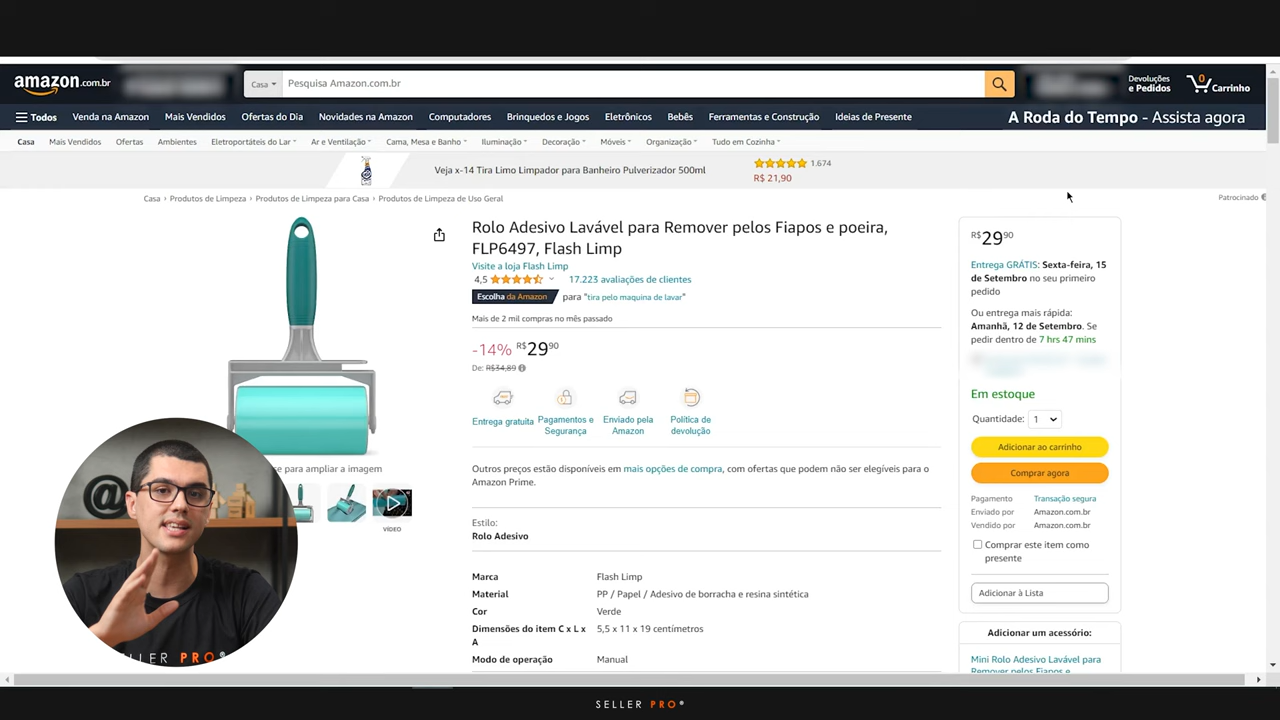 amazon.com.br
Casa
Pesquisa Amazon.com.br
Devoluções
e Pedidos
0
Carrinho
Todos
Venda na Amazon
Mais Vendidos
Ofertas do Dia
Novidades na Amazon
Computadores
Brinquedos e Jogos
Eletrônicos
Bebês
Ferramentas e Construção
Ideias de Presente
A Roda do Tempo - Assista agora
Casa
Mais Vendidos
Ofertas
Ambientes
Eletroportáteis do Lar
Ar e Ventilação
Cama, Mesa e Banho
Iluminação
Decoração
Móveis
Organização
Tudo em Cozinha
Veja x-14 Tira Limo Limpador para Banheiro Pulverizador 500ml
1.674
R$ 21,90
Patrocinado
Casa › Produtos de Limpeza › Produtos de Limpeza para Casa › Produtos de Limpeza de Uso Geral
Rolo Adesivo Lavável para Remover pelos Fiapos e poeira,
FLP6497, Flash Limp
Visite a loja Flash Limp
4,5
17.223 avaliações de clientes
Escolha da Amazon para "tira pelo maquina de lavar"
Mais de 2 mil compras no mês passado
-14% R$2990
De: R$34,89
Entrega gratuita
Pagamentos e
Segurança
Enviado pela
Amazon
Política de
devolução
Outros preços estão disponíveis em mais opções de compra, com ofertas que podem não ser elegíveis para o
Amazon Prime.
Estilo:
Rolo Adesivo
Marca Flash Limp
Material PP / Papel / Adesivo de borracha e resina sintética
Cor Verde
Dimensões do item C x L x
A
5,5 x 11 x 19 centímetros
Modo de operação Manual
se para ampliar a imagem
VIDEO
@
ELLER PRO®
R$2990
Entrega GRÁTIS: Sexta-feira, 15
de Setembro no seu primeiro
pedido
Ou entrega mais rápida:
Amanhã, 12 de Setembro. Se
pedir dentro de 7 hrs 47 mins
Em estoque
Quantidade: 1
Adicionar ao carrinho
Comprar agora
Pagamento Transação segura
Enviado por Amazon.com.br
Vendido por Amazon.com.br
Comprar este item como
presente
Adicionar à Lista
Adicionar um acessório:
Mini Rolo Adesivo Lavável para
Remover pelos Fiapos e
SELLER PRO®